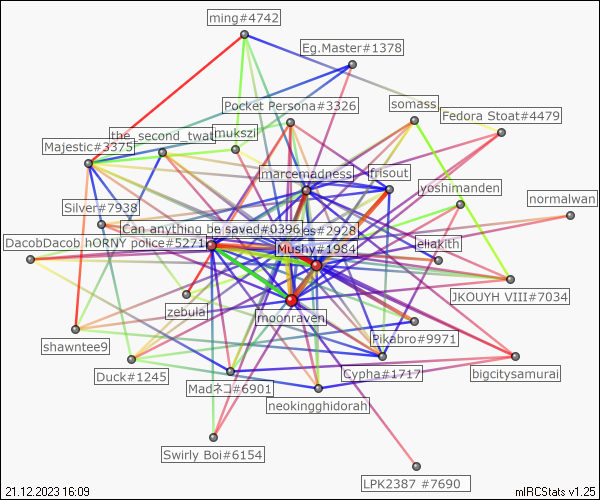 ming#4742
Eg.Master#1378
Pocket Persona#3326
somass
Fedora Stoat#4479
the_second_twat
mukszi
Majestic#3375
marcemadness
frisout
yoshimanden
normalwan
Silver#7938
Can anything be saved#0396
es#2928
DacobDacob hORNY police#5271
Mushy#1984
eliakith
JKOUYH VIII#7034
zebula
moonraven
shawntee9
Pikabro#9971
Duck#1245
Madネコ#6901
Cypha#1717
bigcitysamurai
neokingghidorah
Swirly Boi#6154
LPK2387 #7690
21.12.2023 16:09
mIRCStats v1.25